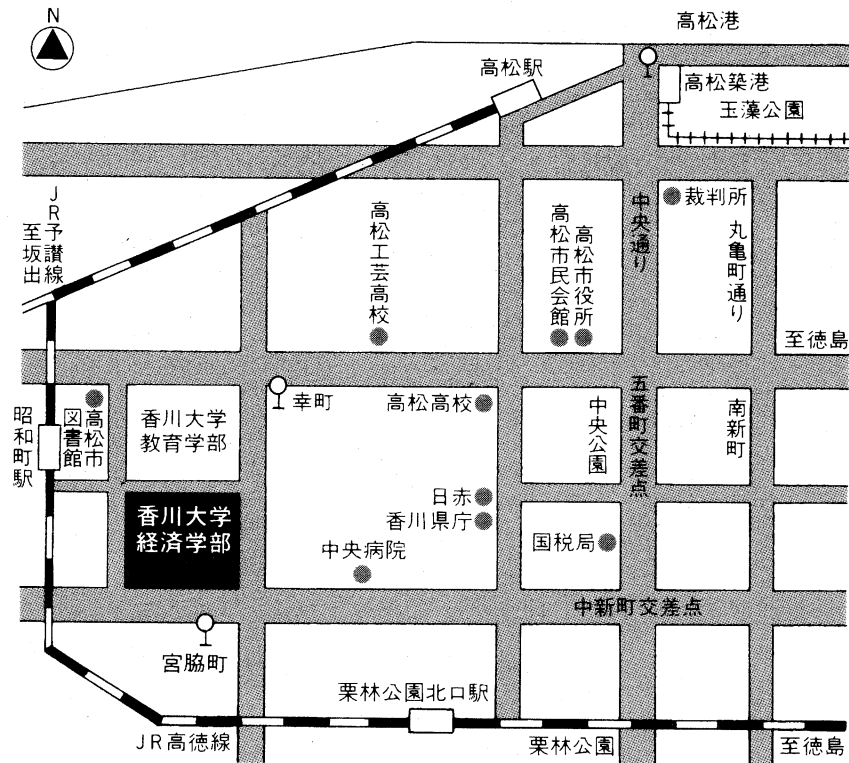 N
高松港
高松駅
高松築港
玉藻公園
裁判所
中央通り
丸亀町通り
高松市民会館
高松市役所
高松工芸高校
JR予讃線
至坂出
至徳島
幸町
高松高校
中央公園
五番町交差点
南新町
昭和町駅
高松市
図書館
香川大学
教育学部
香川大学
経済学部
日赤
香川県庁
中央病院
国税局
中新町交差点
宮脇町
栗林公園北口駅
JR高徳線
栗林公園
至徳島